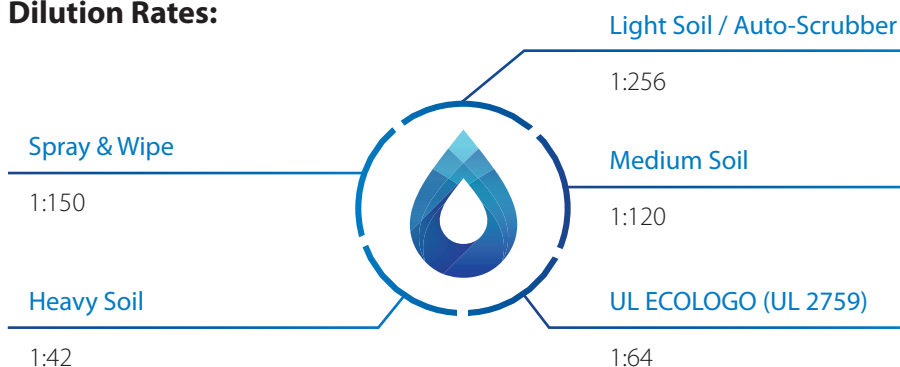 Dilution Rates:
Light Soil / Auto-Scrubber
1:256
Spray & Wipe
1:150
Medium Soil
1:120
Heavy Soil
1:42
UL ECOLOGO (UL 2759)
1:64